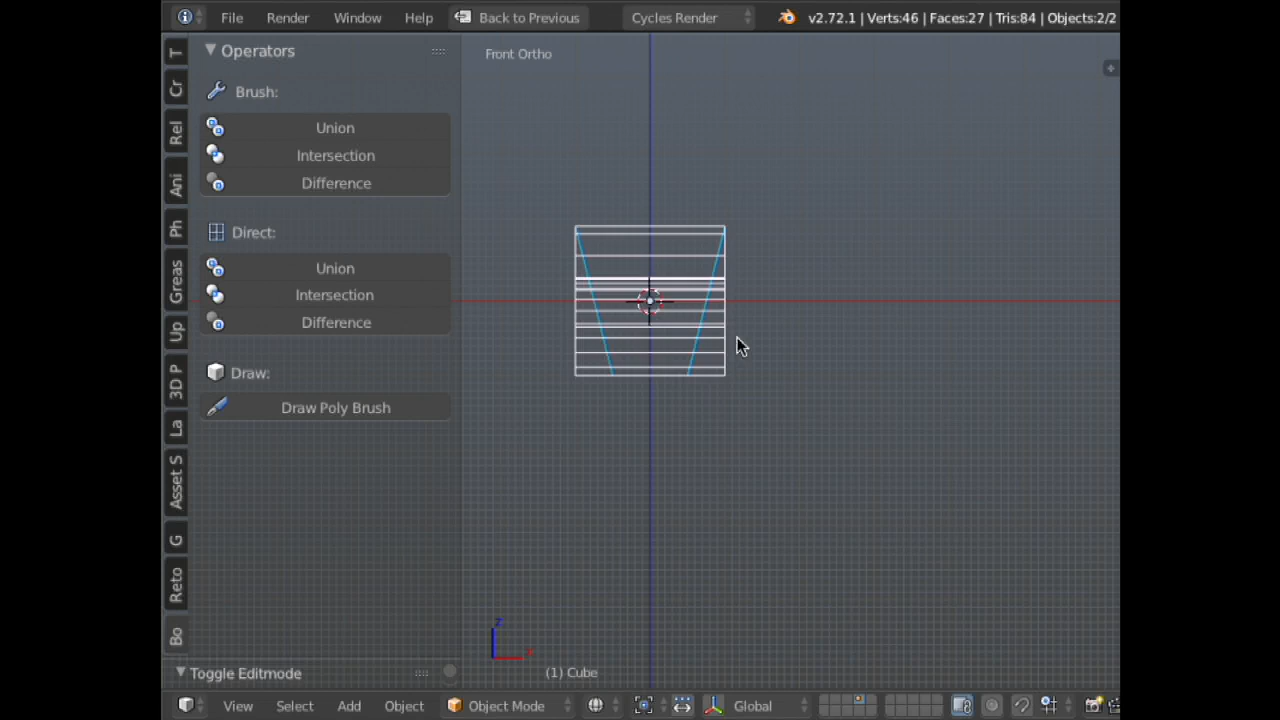 File Render Window Help Back to Previous Cycles Render v2.72.1 | Verts:46 | Faces:27 | Tris:84 | Objects:2/2
Operators
Front Ortho
Brush:
Union
Intersection
Difference
Direct:
Union
Intersection
Difference
Draw:
Draw Poly Brush
T
Cr
Rel
Ani
Ph
Greas
Up
3D P
La
Asset S
G
Reto
Bo
z
x
Toggle Editmode
(1) Cube
View Select Add Object Object Mode Global